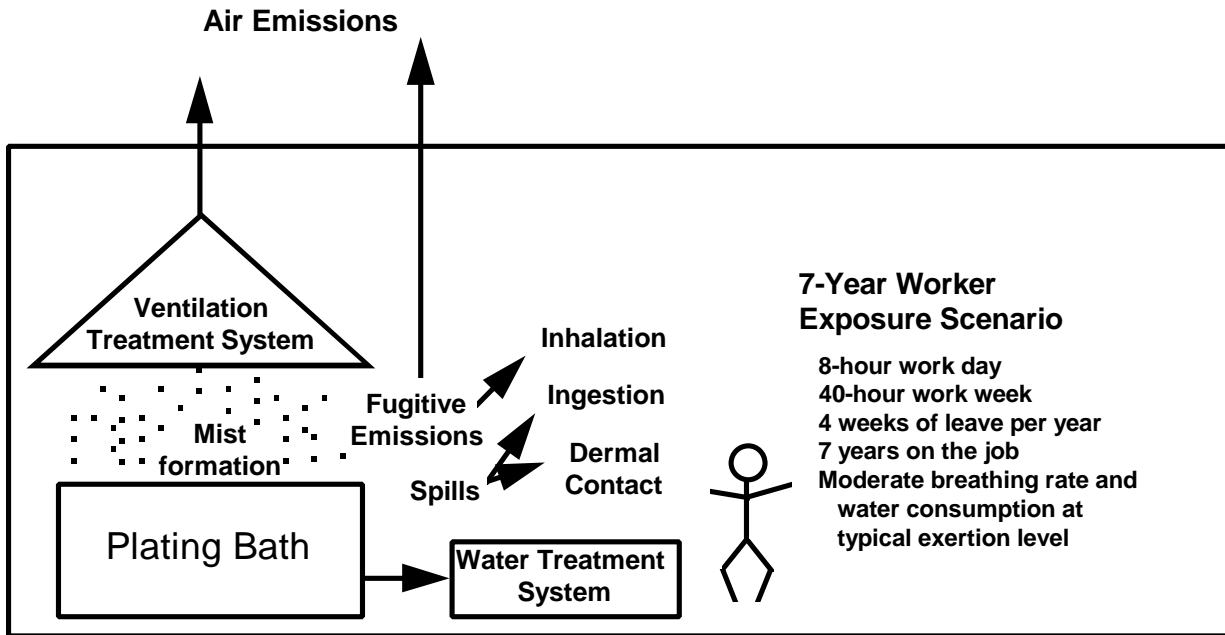 Air Emissions
Ventilation
Treatment System
Mist
formation
Plating Bath
Fugitive
Emissions
Spills
Inhalation
Ingestion
Dermal
Contact
Water Treatment
System
7-Year Worker
Exposure Scenario
8-hour work day
40-hour work week
4 weeks of leave per year
7 years on the job
Moderate breathing rate and
water consumption at
typical exertion level